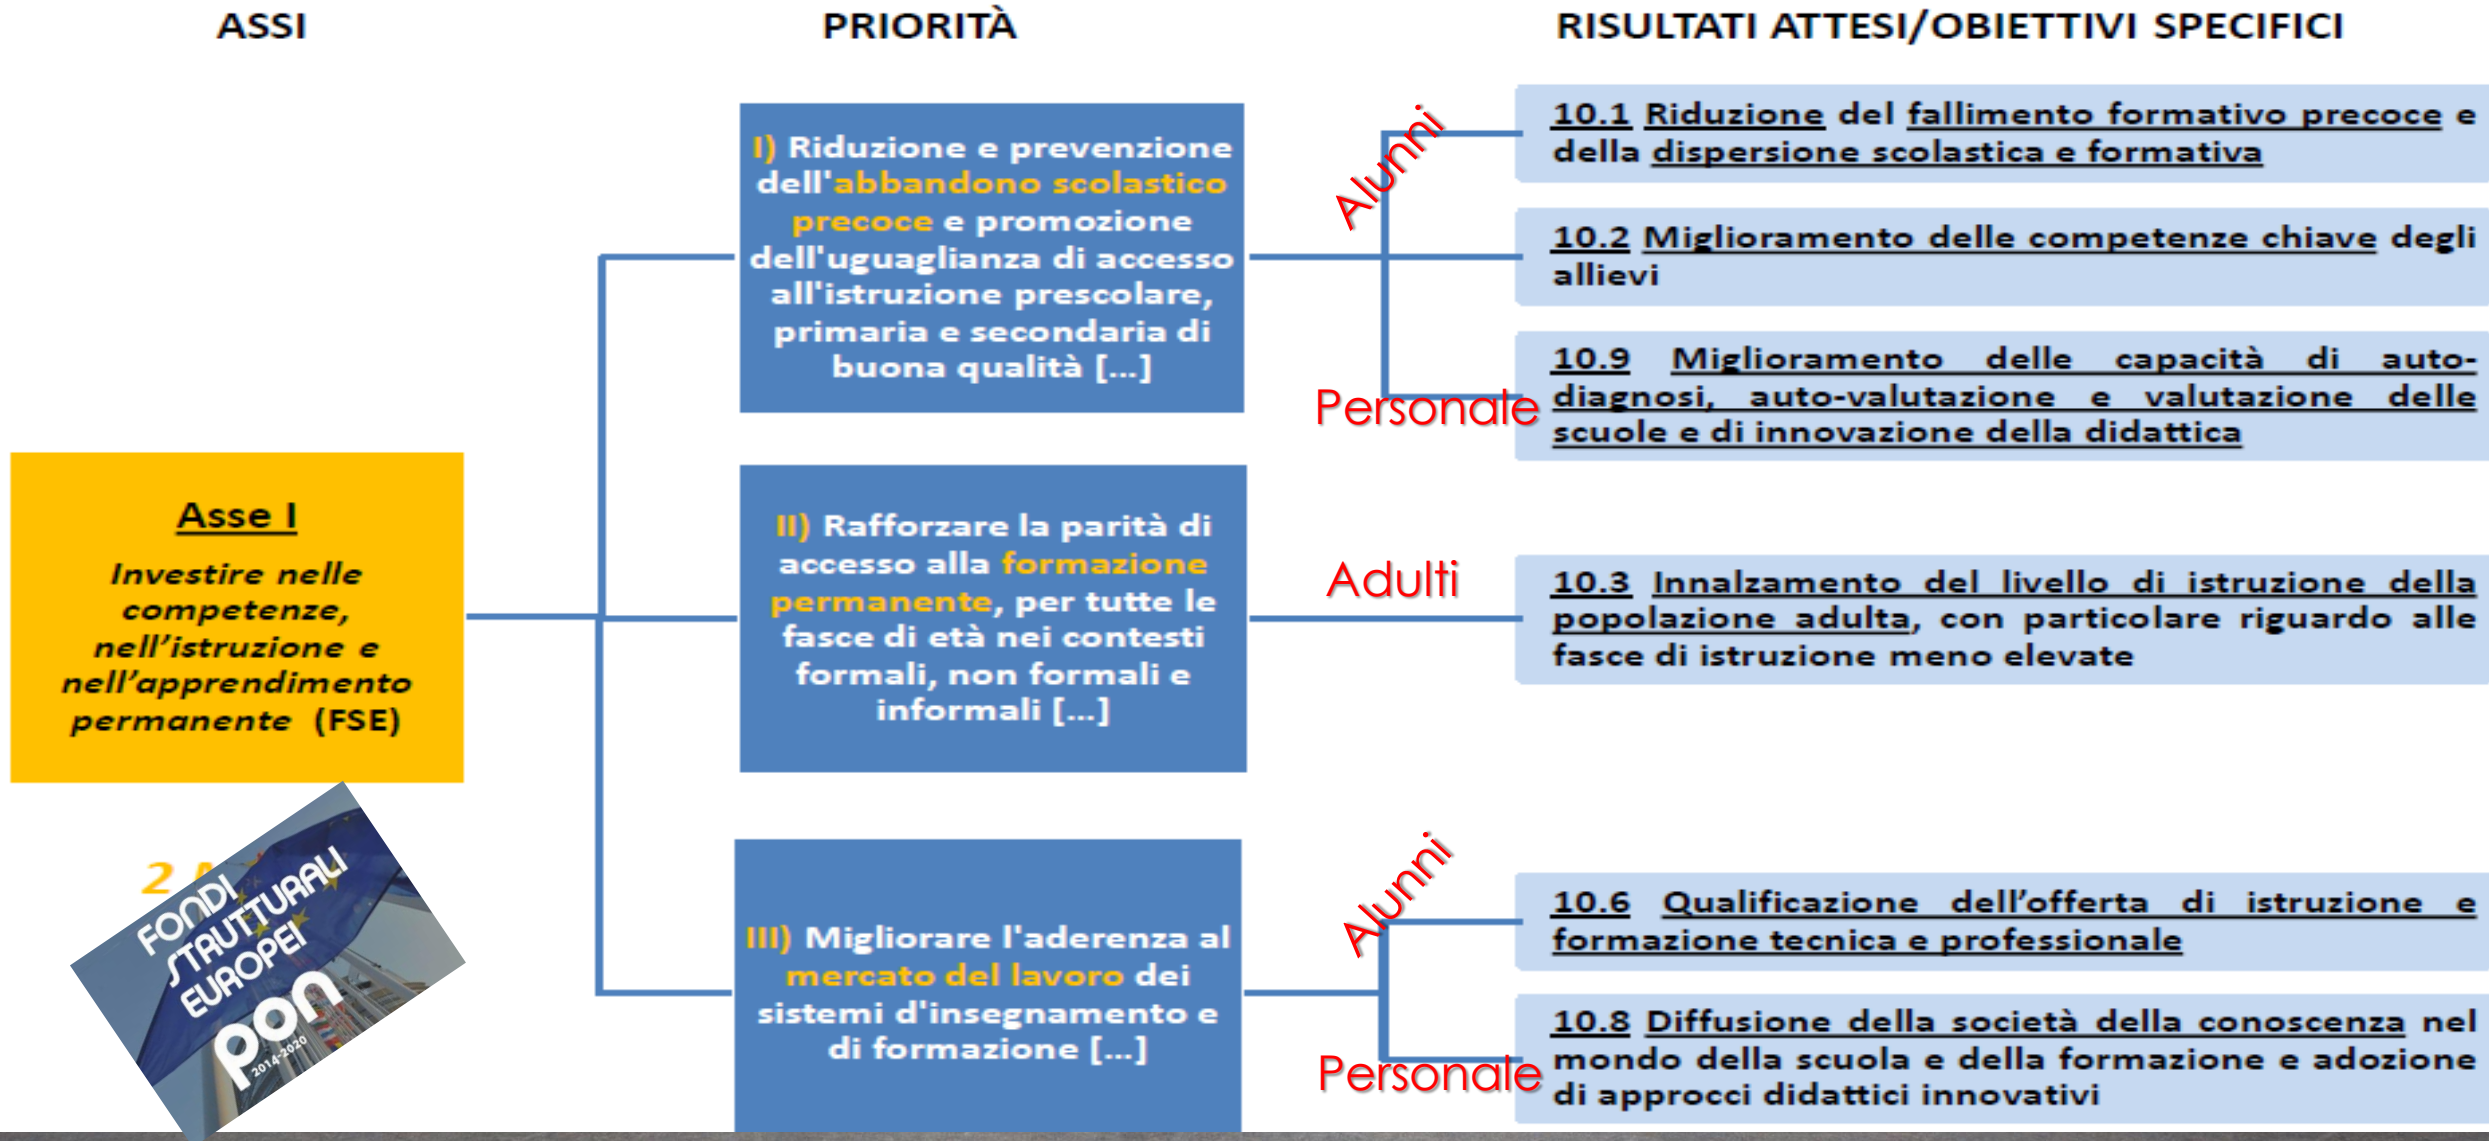 ASSI
PRIORITÀ
RISULTATI ATTESI/OBIETTIVI SPECIFICI
Asse I
Investire nelle
competenze,
nell’istruzione e
nell’apprendimento
permanente (FSE)
2
FONDI
STRUTTURALI
EUROPEI
pon
2014-2020
I) Riduzione e prevenzione
dell'abbandono scolastico
precoce e promozione
dell'uguaglianza di accesso
all'istruzione prescolare,
primaria e secondaria di
buona qualità [...]
Alunni
10.1 Riduzione del fallimento formativo precoce e
della dispersione scolastica e formativa
10.2 Miglioramento delle competenze chiave degli
allievi
Personale
10.9 Miglioramento delle capacità di auto-
diagnosi, auto-valutazione e valutazione delle
scuole e di innovazione della didattica
II) Rafforzare la parità di
accesso alla formazione
permanente, per tutte le
fasce di età nei contesti
formali, non formali e
informali [...]
Adulti
10.3 Innalzamento del livello di istruzione della
popolazione adulta, con particolare riguardo alle
fasce di istruzione meno elevate
III) Migliorare l'aderenza al
mercato del lavoro dei
sistemi d'insegnamento e
di formazione [...]
Alunni
10.6 Qualificazione dell’offerta di istruzione e
formazione tecnica e professionale
Personale
10.8 Diffusione della società della conoscenza nel
mondo della scuola e della formazione e adozione
di approcci didattici innovativi